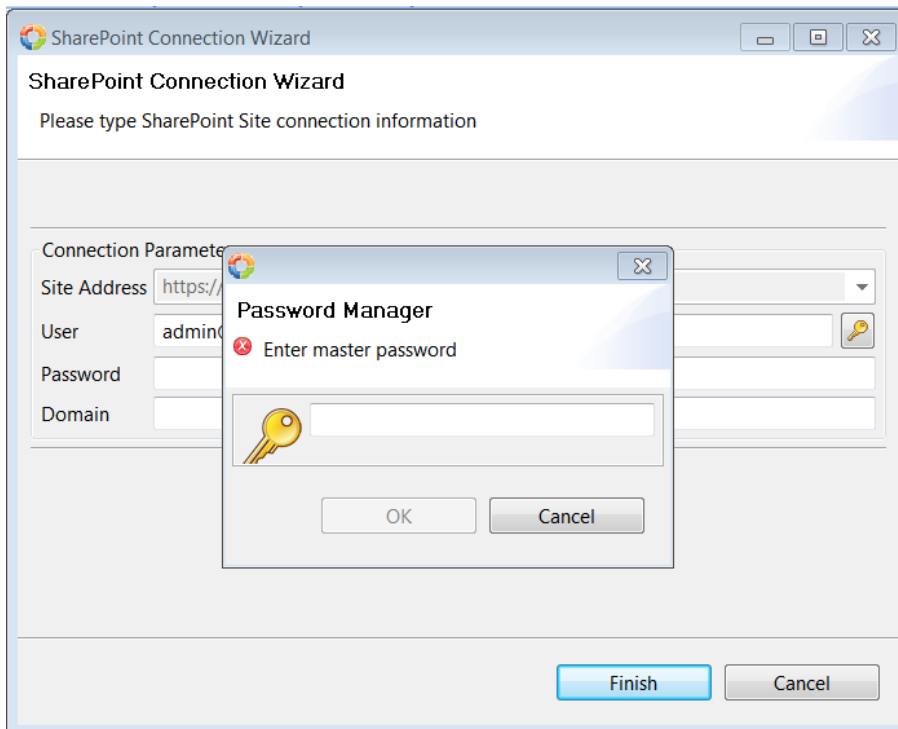 SharePoint Connection Wizard
SharePoint Connection Wizard
Please type SharePoint Site connection information
Connection Paramete
Site Address https://
User admin@
Password
Domain
Password Manager
Enter master password
OK Cancel
Finish Cancel